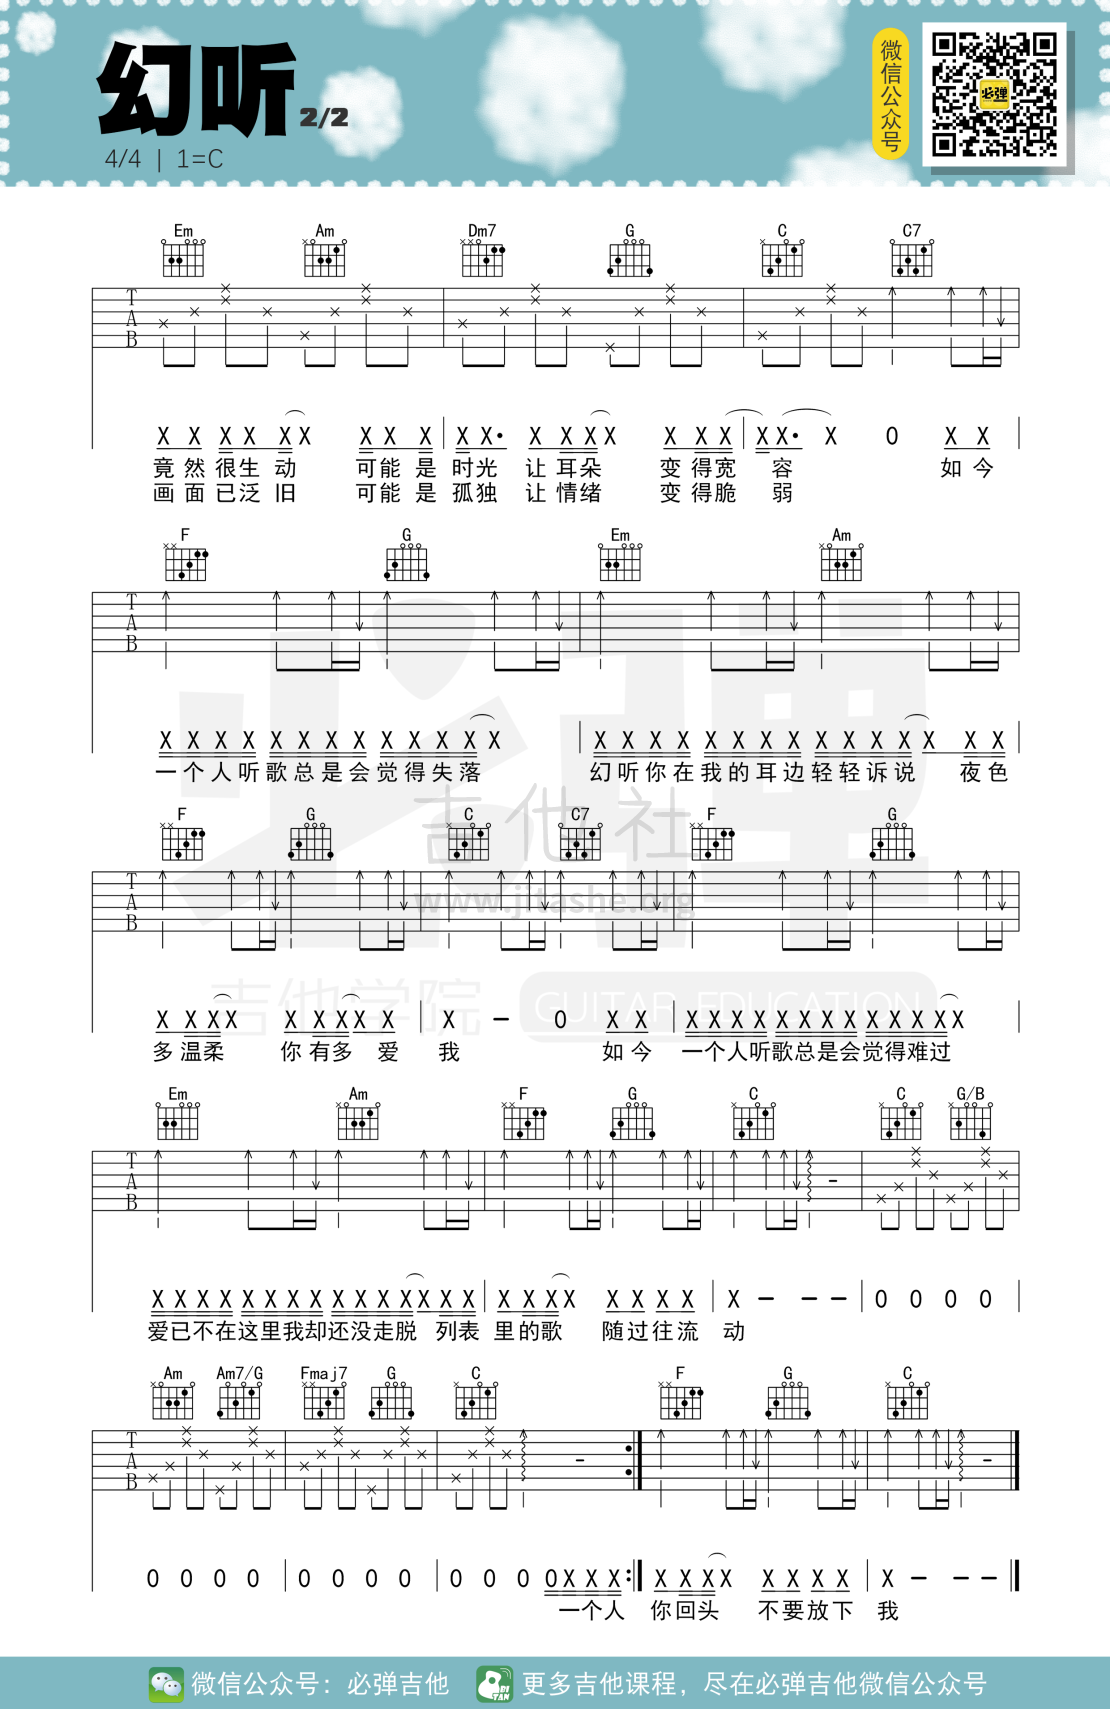 幻听 2/2
4/4 | 1=C
微信公众号
必弹
Em Am Dm7 G C C7
T A B
X X X X X X X X X X X· X X X X X X X X X· X 0 X X
竟然很生动 可能是时光 让耳朵 变得宽容 如今
画面已泛旧 可能是孤独 让情绪 变得脆弱
F G Em Am
T A B
X X X X X X X X X X X X X X X X X X X X X X X X X X X X
一个人听歌总是会觉得失落 幻听你在我的耳边轻轻诉说 夜色
吉他社
F G C C7 F G
www.jitashe.org
T A B
必弹
吉他学院 GUITAR EDUCATION
X X X X X X X X X X — 0 X X X X X X X X X X X X X X X
多温柔 你有多爱 我 如今 一个人听歌总是会觉得难过
Em Am F G C C G/B
T A B
X X X X X X X X X X X X X X X X X X X X X X X X — — — 0 0 0 0
爱已不在这里我却还没走脱 列表里的歌 随过往流动
Am Am7/G Fmaj7 G C F G C
T A B
0 0 0 0 0 0 0 0 0 0 0 0 X X X X X X X X X X X X — — —
一个人 你回头 不要放下 我
微信公众号：必弹吉他 更多吉他课程，尽在必弹吉他微信公众号